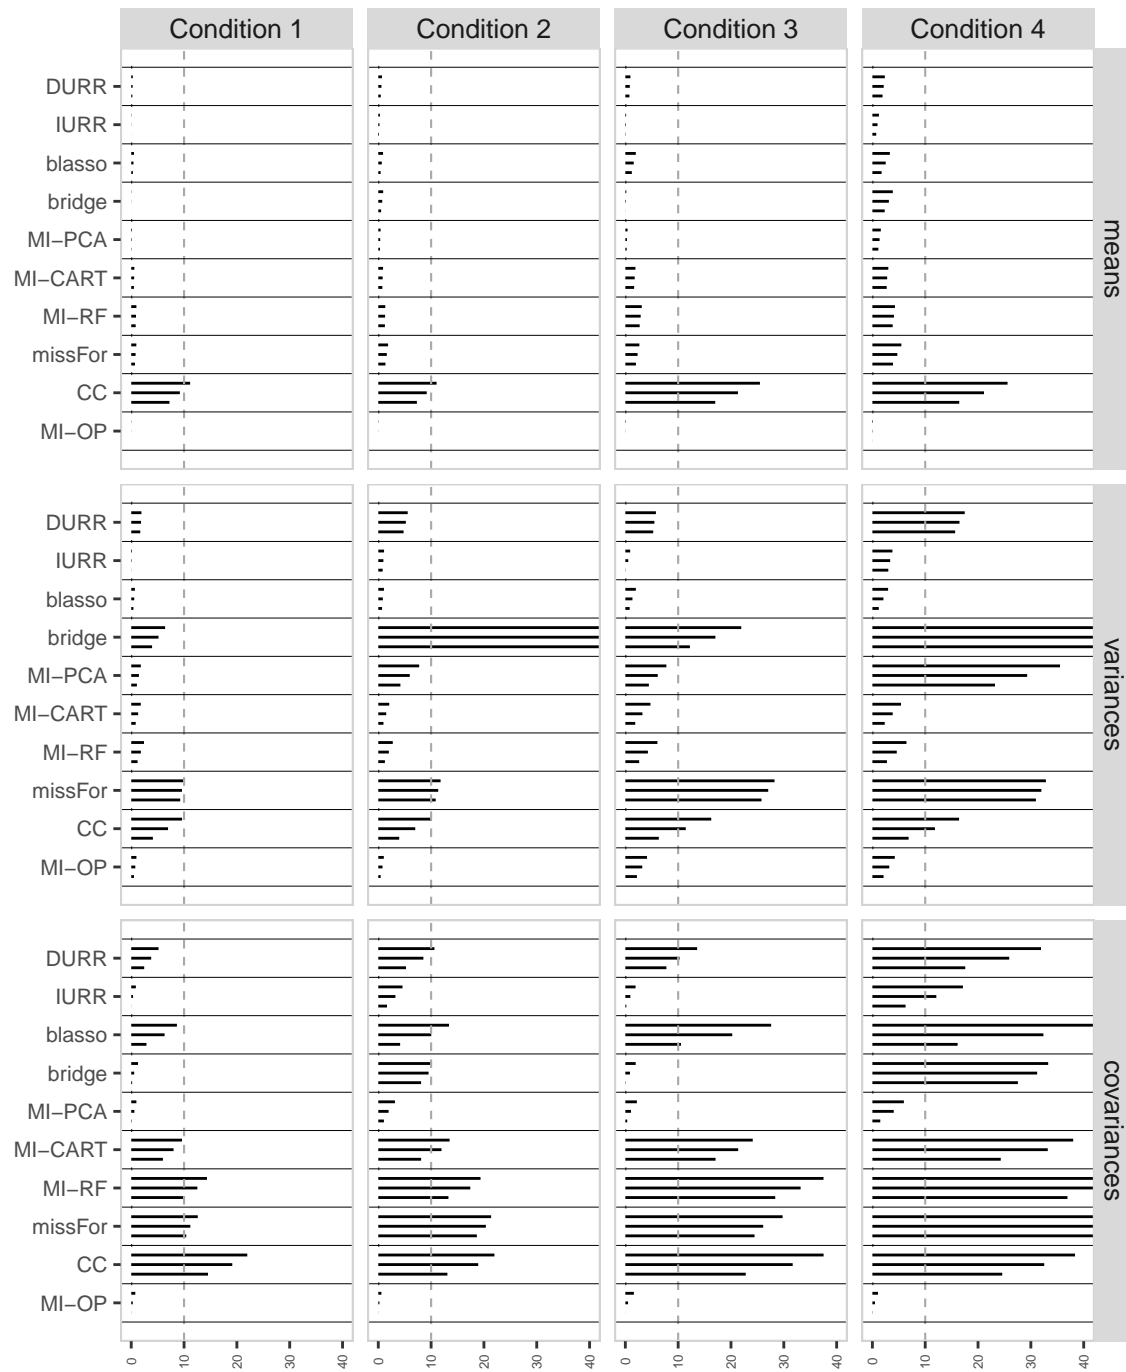 Condition 1 Condition 2 Condition 3 Condition 4
means
DURR
IURR
blasso
bridge
MI−PCA
MI−CART
MI−RF
missFor
CC
MI−OP
variances
DURR
IURR
blasso
bridge
MI−PCA
MI−CART
MI−RF
missFor
CC
MI−OP
covariances
DURR
IURR
blasso
bridge
MI−PCA
MI−CART
MI−RF
missFor
CC
MI−OP
0 10 20 30 40 0 10 20 30 40 0 10 20 30 40 0 10 20 30 40